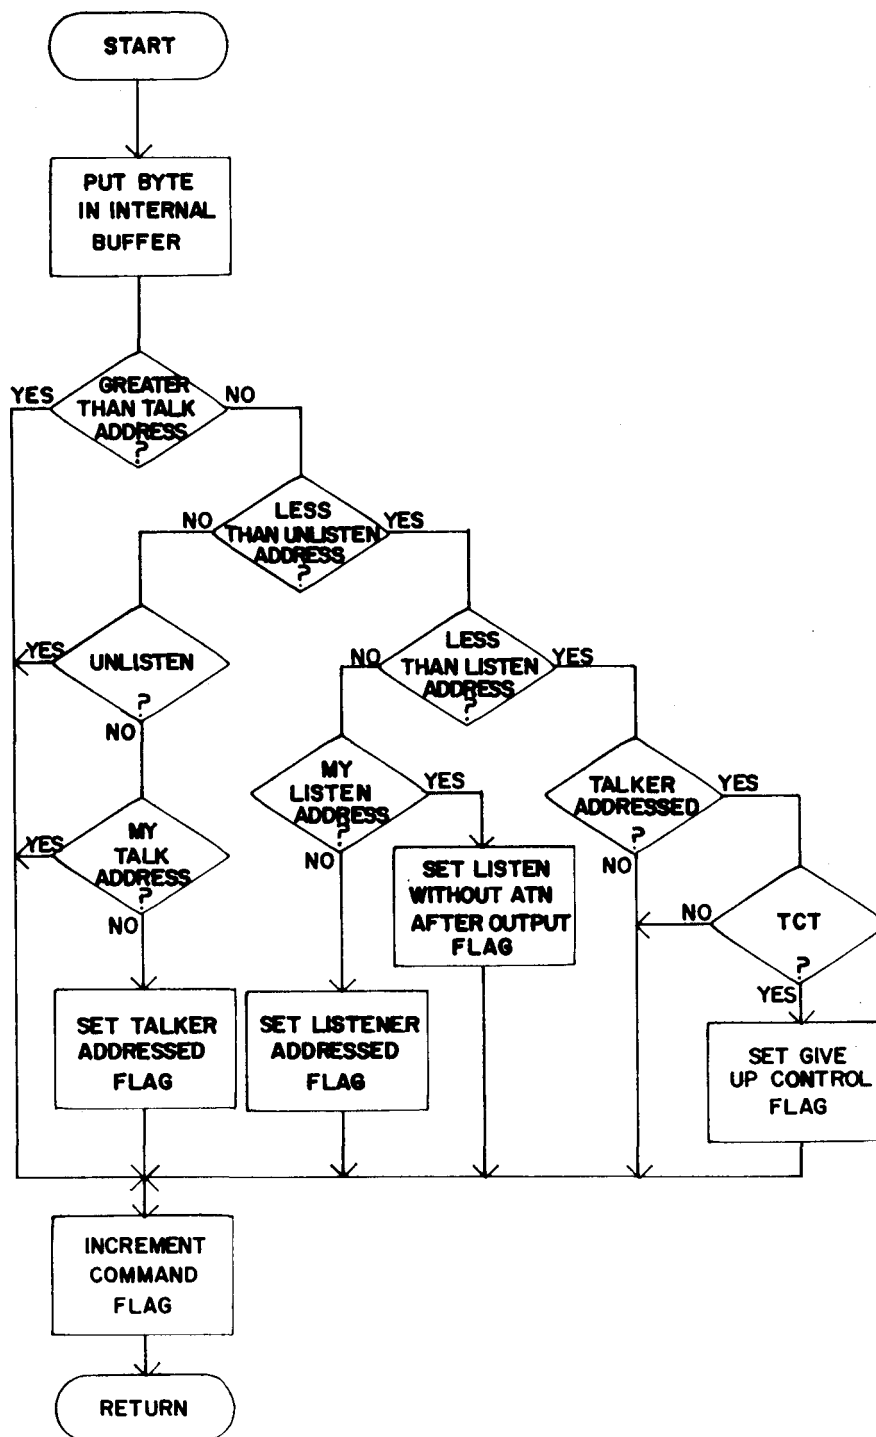 START
PUT BYTE
IN INTERNAL
BUFFER
GREATER
THAN TALK
ADDRESS
?
YES
NO
LESS
THAN UNLISTEN
ADDRESS
?
NO
YES
UNLISTEN
?
YES
NO
LESS
THAN LISTEN
ADDRESS
?
NO
YES
MY
TALK
ADDRESS
?
YES
NO
MY
LISTEN
ADDRESS
?
YES
NO
TALKER
ADDRESSED
?
YES
NO
SET LISTEN
WITHOUT ATN
AFTER OUTPUT
FLAG
TCT
?
NO
YES
SET TALKER
ADDRESSED
FLAG
SET LISTENER
ADDRESSED
FLAG
SET GIVE
UP CONTROL
FLAG
INCREMENT
COMMAND
FLAG
RETURN